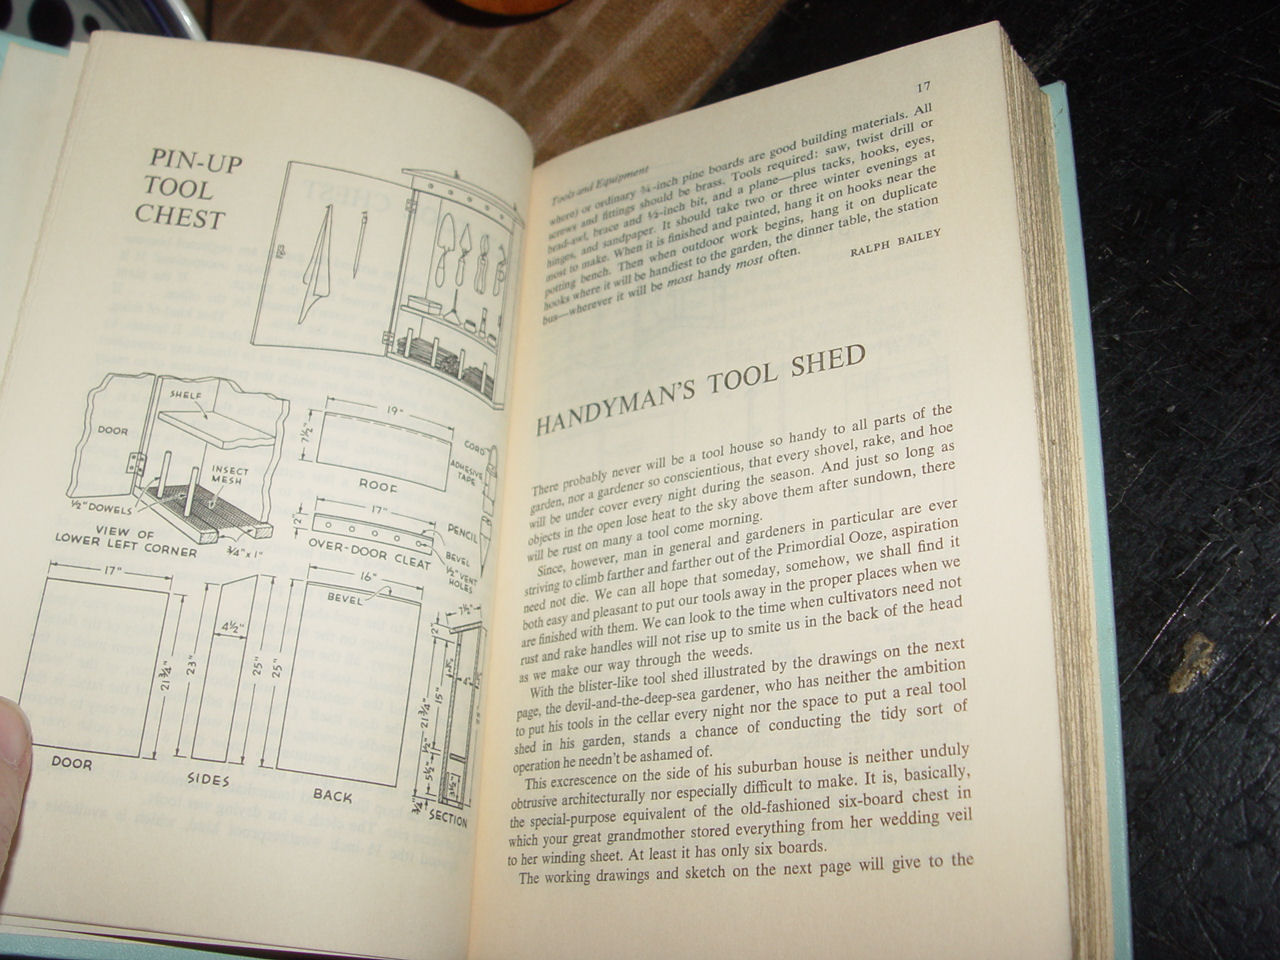 PIN-UP
TOOL
CHEST
SHELF
DOOR
INSECT
MESH
½" DOWELS
VIEW OF
LOWER LEFT CORNER
¾" x 1"
19"
7½"
ROOF
CORD
ADHESIVE
TAPE
17"
2"
PENCIL
OVER-DOOR CLEAT
BEVEL
½" VENT
HOLES
17"
21¾"
DOOR
4½"
23"
25"
SIDES
16"
BEVEL
25"
BACK
7½"
2"
4"
15"
21¾"
½"
5½"
3½"
¾"
SECTION
17
Tools and Equipment
where) or ordinary ¾-inch pine boards are good building materials. All
screws and fittings should be brass. Tools required: saw, twist drill or
brad-awl, brace and ½-inch bit, and a plane—plus tacks, hooks, eyes,
hinges, and sandpaper. It should take two or three winter evenings at
most to make. When it is finished and painted, hang it on hooks near the
potting bench. Then when outdoor work begins, hang it on duplicate
hooks where it will be handiest to the garden, the dinner table, the station
bus—wherever it will be most handy most often.
RALPH BAILEY
HANDYMAN'S TOOL SHED
There probably never will be a tool house so handy to all parts of the
garden, nor a gardener so conscientious, that every shovel, rake, and hoe
will be under cover every night during the season. And just so long as
objects in the open lose heat to the sky above them after sundown, there
will be rust on many a tool come morning.
Since, however, man in general and gardeners in particular are ever
striving to climb farther and farther out of the Primordial Ooze, aspiration
need not die. We can all hope that someday, somehow, we shall find it
both easy and pleasant to put our tools away in the proper places when we
are finished with them. We can look to the time when cultivators need not
rust and rake handles will not rise up to smite us in the back of the head
as we make our way through the weeds.
With the blister-like tool shed illustrated by the drawings on the next
page, the devil-and-the-deep-sea gardener, who has neither the ambition
to put his tools in the cellar every night nor the space to put a real tool
shed in his garden, stands a chance of conducting the tidy sort of
operation he needn't be ashamed of.
This excrescence on the side of his suburban house is neither unduly
obtrusive architecturally nor especially difficult to make. It is, basically,
the special-purpose equivalent of the old-fashioned six-board chest in
which your great grandmother stored everything from her wedding veil
to her winding sheet. At least it has only six boards.
The working drawings and sketch on the next page will give to the